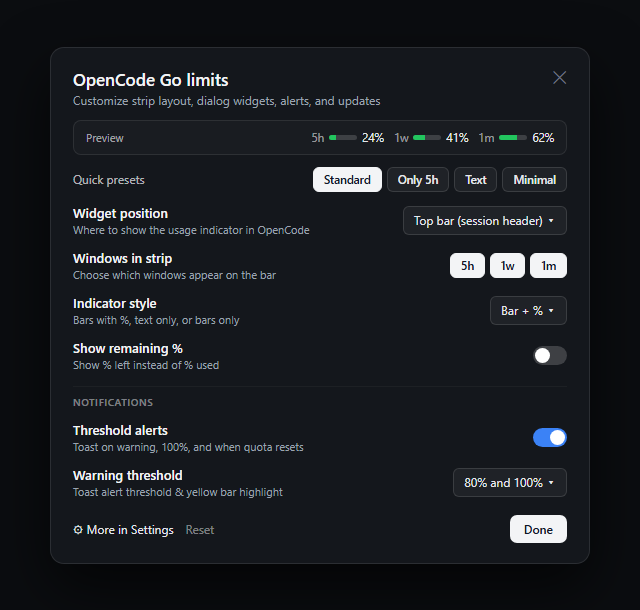 OpenCode Go limits
Customize strip layout, dialog widgets, alerts, and updates
Preview 5h 24% 1w 41% 1m 62%
Quick presets Standard Only 5h Text Minimal
Widget position
Where to show the usage indicator in OpenCode
Top bar (session header)
Windows in strip
Choose which windows appear on the bar
5h 1w 1m
Indicator style
Bars with %, text only, or bars only
Bar + %
Show remaining %
Show % left instead of % used
NOTIFICATIONS
Threshold alerts
Toast on warning, 100%, and when quota resets
Warning threshold
Toast alert threshold & yellow bar highlight
80% and 100%
⚙ More in Settings Reset Done